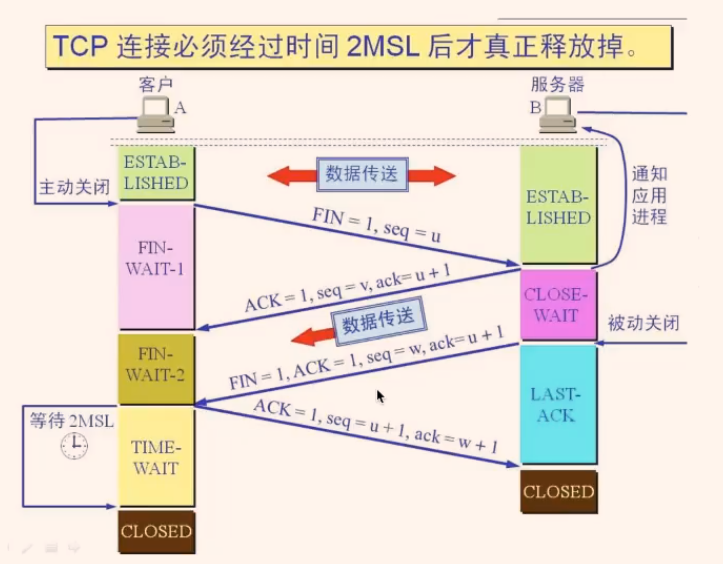 TCP 连接必须经过时间 2MSL 后才真正释放掉。
客户
A
服务器
B
主动关闭
ESTAB-
LISHED
数据传送
ESTAB-
LISHED
通知
应用
进程
FIN = 1, seq = u
FIN-
WAIT-1
ACK = 1, seq = v, ack= u + 1
CLOSE-
WAIT
数据传送
被动关闭
FIN-
WAIT-2
FIN = 1, ACK = 1, seq = w, ack= u + 1
LAST-
ACK
等待 2MSL
ACK = 1, seq = u + 1, ack = w + 1
TIME-
WAIT
CLOSED
CLOSED